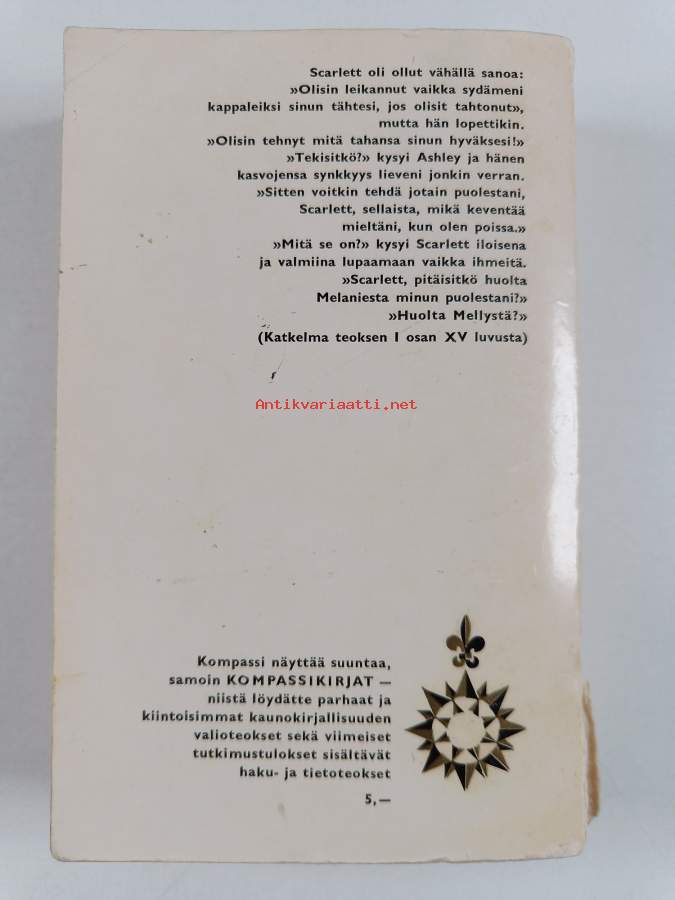 Scarlett oli ollut vähällä sanoa:
»Olisin leikannut vaikka sydämeni
kappaleiksi sinun tähtesi, jos olisit tahtonut»,
mutta hän lopettikin.
»Olisin tehnyt mitä tahansa sinun hyväksesi!»
»Tekisitkö?» kysyi Ashley ja hänen
kasvojensa synkkyys lieveni jonkin verran.
»Sitten voitkin tehdä jotain puolestani,
Scarlett, sellaista, mikä keventää
mieltäni, kun olen poissa.»
»Mitä se on?» kysyi Scarlett iloisena
ja valmiina lupaamaan vaikka ihmeitä.
»Scarlett, pitäisitkö huolta
Melaniesta minun puolestani?»
»Huolta Mellystä?»
(Katkelma teoksen I osan XV luvusta)
Antikvariaatti.net
Kompassi näyttää suuntaa,
samoin KOMPASSIKIRJAT —
niistä löydätte parhaat ja
kiintoisimmat kaunokirjallisuuden
valioteokset sekä viimeiset
tutkimustulokset sisältävät
haku- ja tietoteokset
5,—